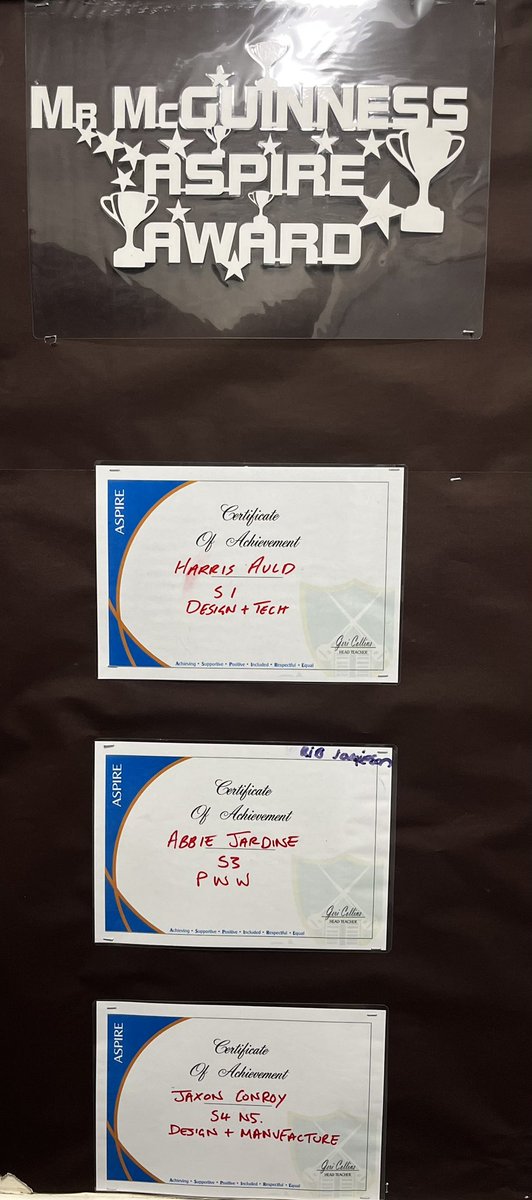 MR MCGUINNESS
ASPIRE
AWARD
ASPIRE
Certificate
Of Achievement
HARRIS AULD
S1
DESIGN + TECH
Geri Collins
HEAD TEACHER
Achieving • Supportive • Positive • Included • Respectful • Equal
ASPIRE
Certificate
Of Achievement
ABBIE JARDINE
S3
P W W
Geri Collins
HEAD TEACHER
Achieving • Supportive • Positive • Included • Respectful • Equal
ASPIRE
Certificate
Of Achievement
JAXON CONROY
S4 N5.
DESIGN + MANUFACTURE
Geri Collins
HEAD TEACHER
Achieving • Supportive • Positive • Included • Respectful • Equal